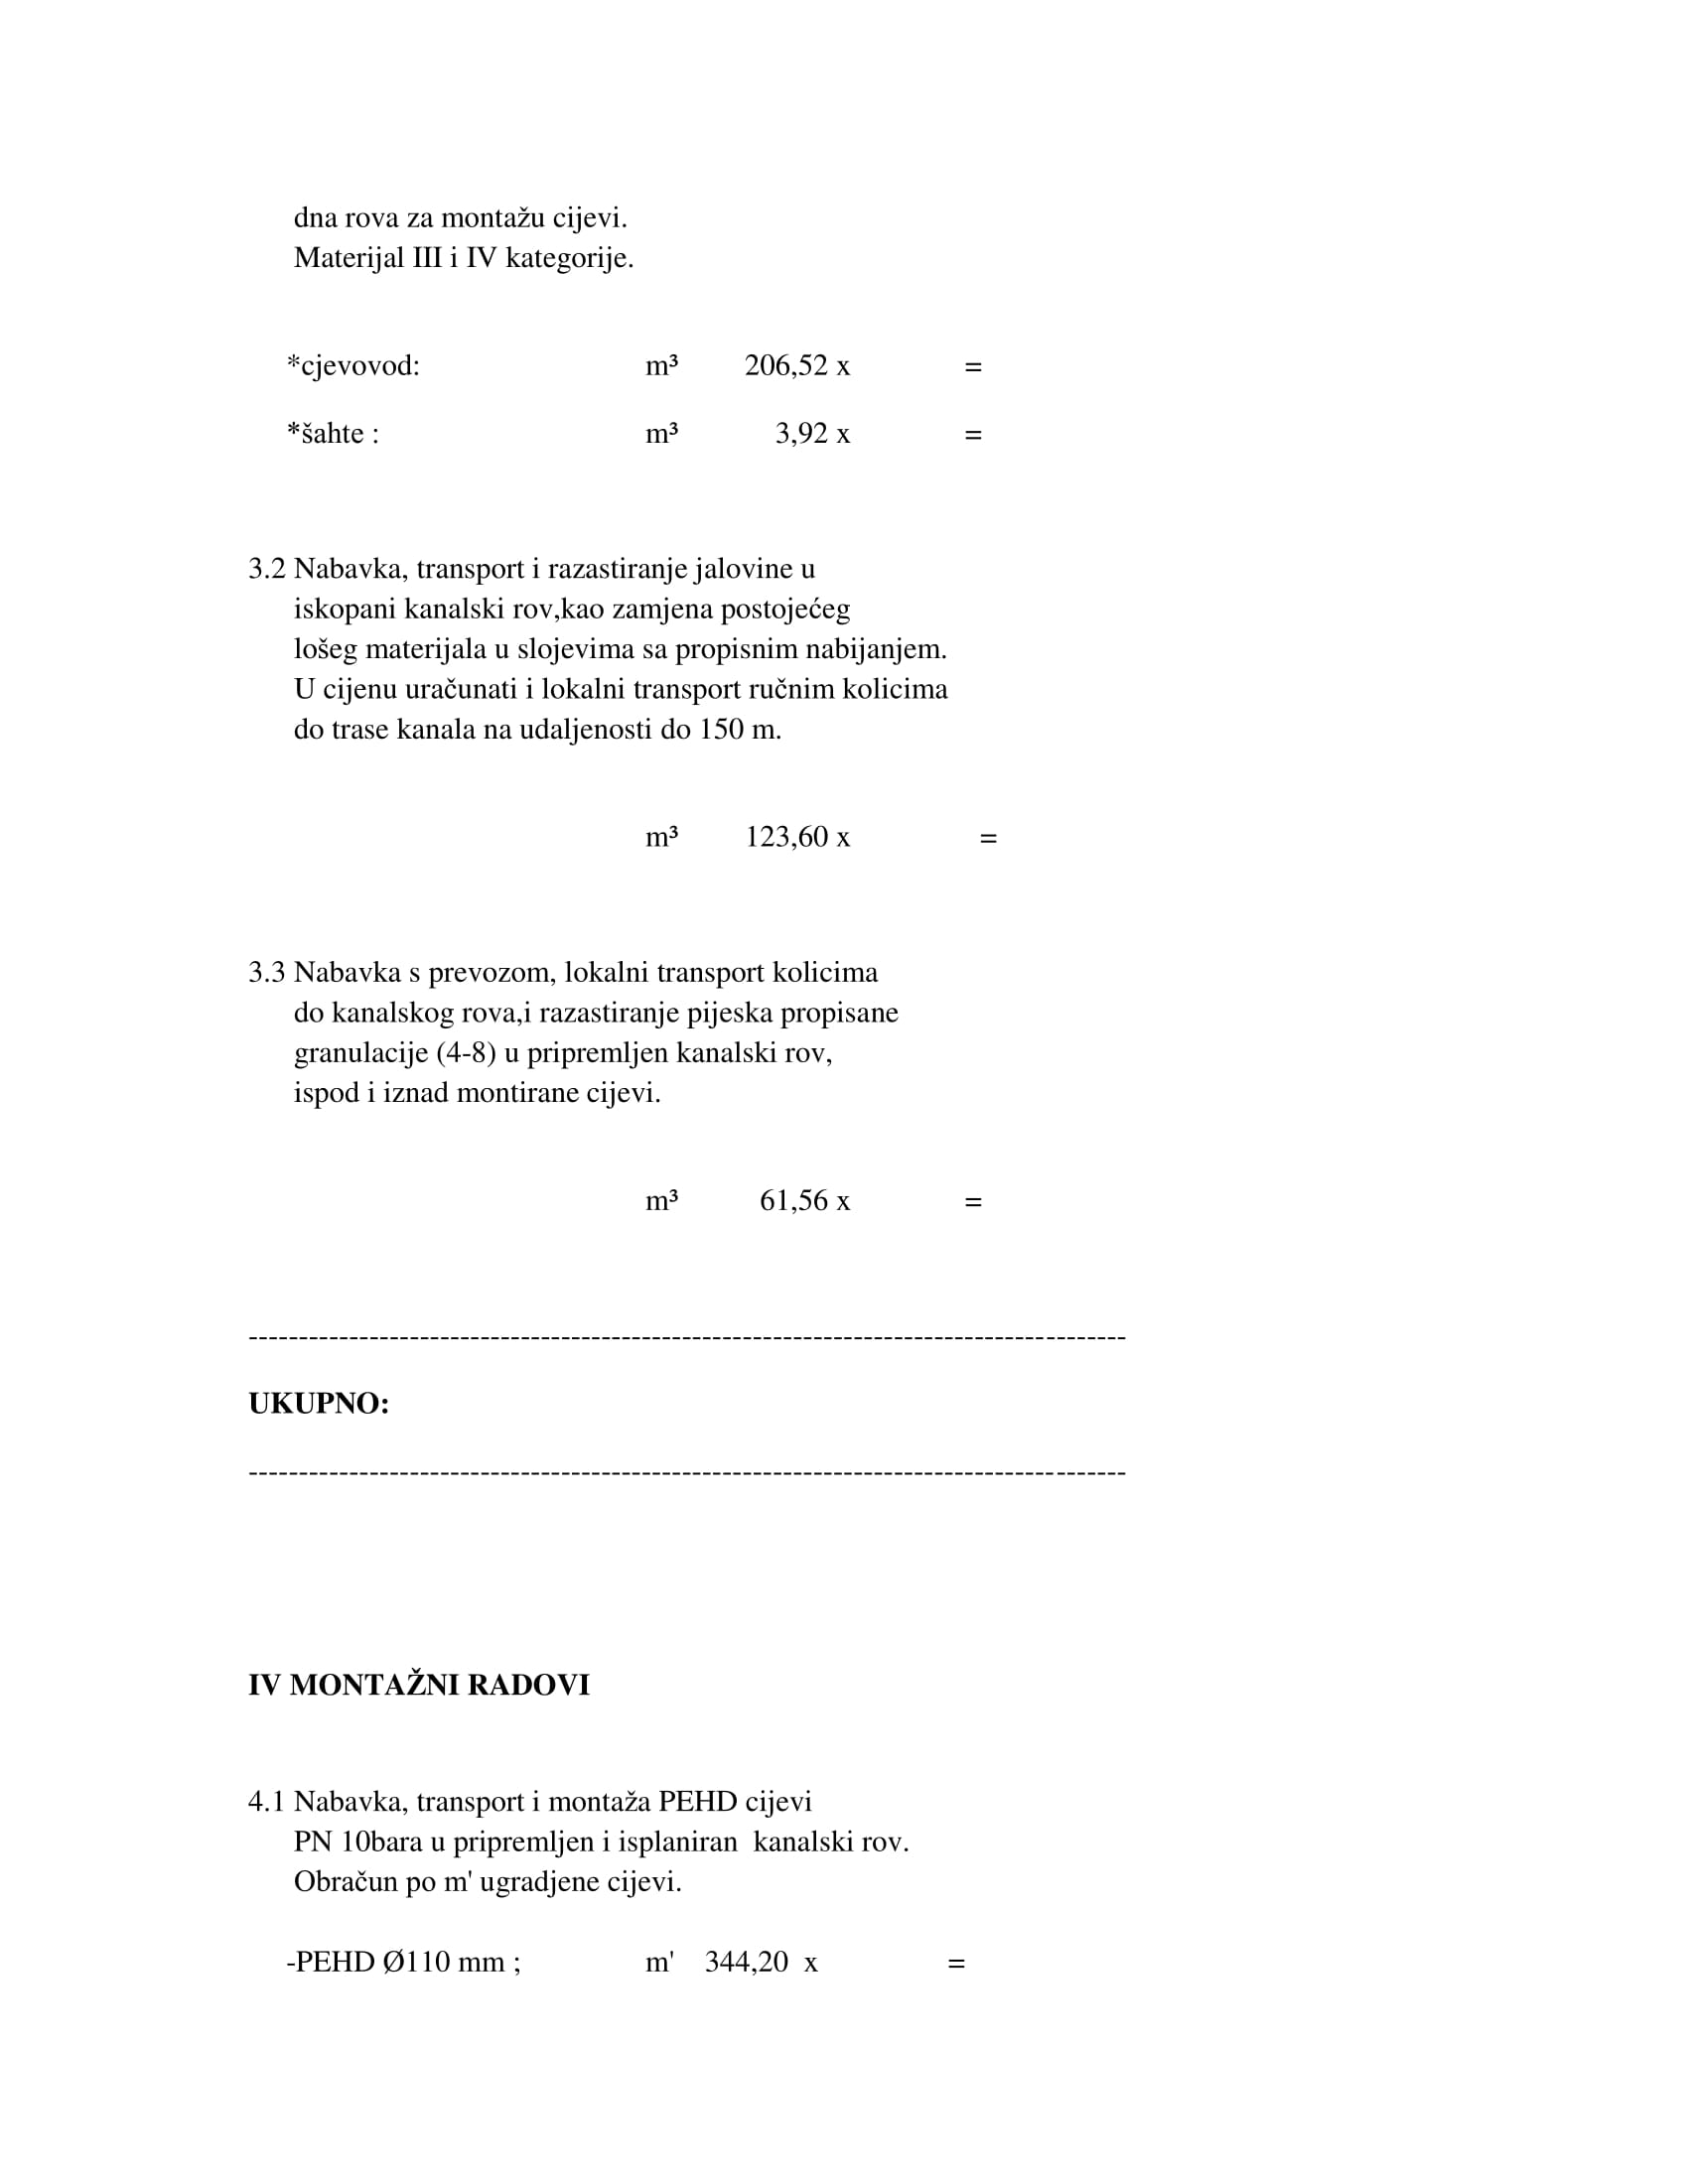 dna rova za montažu cijevi.
Materijal III i IV kategorije.
*cjevovod: m³ 206,52 x =
*šahte : m³ 3,92 x =
3.2 Nabavka, transport i razastiranje jalovine u
iskopani kanalski rov,kao zamjena postojećeg
lošeg materijala u slojevima sa propisnim nabijanjem.
U cijenu uračunati i lokalni transport ručnim kolicima
do trase kanala na udaljenosti do 150 m.
m³ 123,60 x =
3.3 Nabavka s prevozom, lokalni transport kolicima
do kanalskog rova,i razastiranje pijeska propisane
granulacije (4-8) u pripremljen kanalski rov,
ispod i iznad montirane cijevi.
m³ 61,56 x =
---------------------------------------------------------------------------------------
UKUPNO:
---------------------------------------------------------------------------------------
IV MONTAŽNI RADOVI
4.1 Nabavka, transport i montaža PEHD cijevi
PN 10bara u pripremljen i isplaniran  kanalski rov.
Obračun po m' ugradjene cijevi.
-PEHD Ø110 mm ; m' 344,20 x =